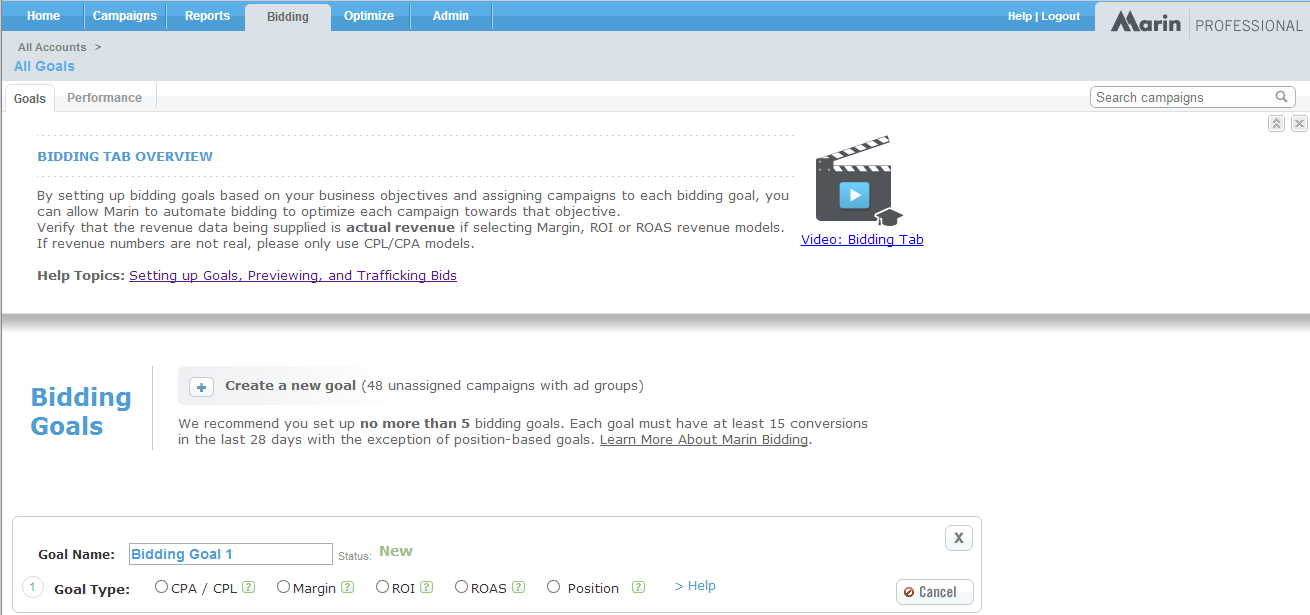 Home Campaigns Reports Bidding Optimize Admin Help | Logout Marin PROFESSIONAL
All Accounts >
All Goals
Goals Performance Search campaigns
BIDDING TAB OVERVIEW
By setting up bidding goals based on your business objectives and assigning campaigns to each bidding goal, you
can allow Marin to automate bidding to optimize each campaign towards that objective.
Verify that the revenue data being supplied is actual revenue if selecting Margin, ROI or ROAS revenue models.
If revenue numbers are not real, please only use CPL/CPA models.
Video: Bidding Tab
Help Topics: Setting up Goals, Previewing, and Trafficking Bids
Bidding
Goals
+ Create a new goal (48 unassigned campaigns with ad groups)
We recommend you set up no more than 5 bidding goals. Each goal must have at least 15 conversions
in the last 28 days with the exception of position-based goals. Learn More About Marin Bidding.
X
Goal Name: Bidding Goal 1 Status: New
1 Goal Type: CPA / CPL ? Margin ? ROI ? ROAS ? Position ? > Help
Cancel